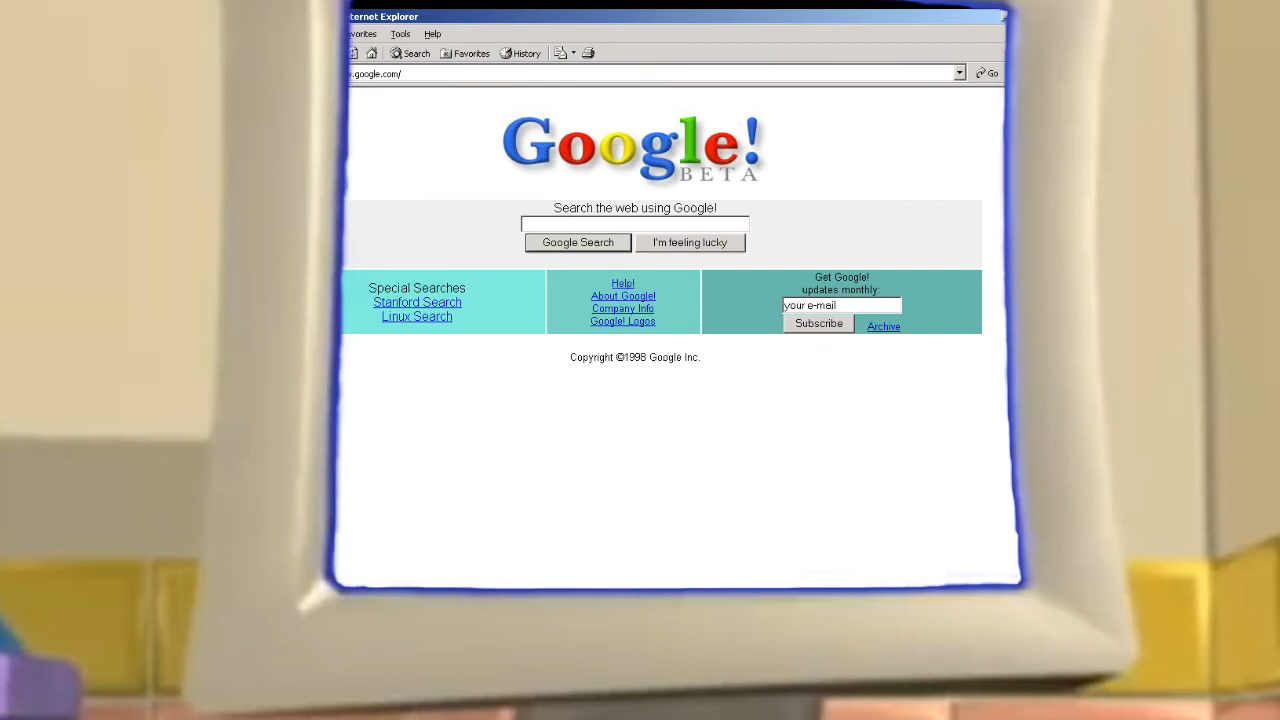 ternet Explorer
vorites Tools Help
Search Favorites History
.google.com/ Go
Google!
BETA
Search the web using Google!
Google Search I'm feeling lucky
Special Searches
Stanford Search
Linux Search
Help!
About Google!
Company Info
Google! Logos
Get Google!
updates monthly:
your e-mail
Subscribe Archive
Copyright ©1998 Google Inc.